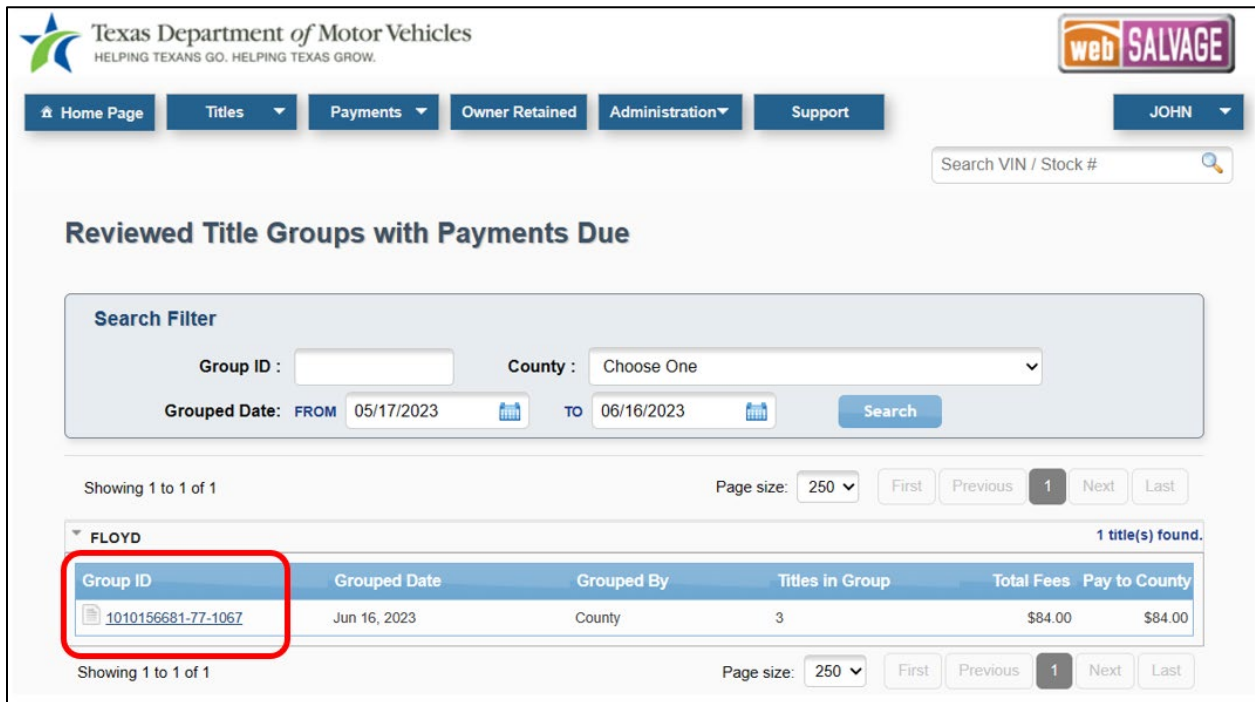 Texas Department of Motor Vehicles
HELPING TEXANS GO. HELPING TEXAS GROW.
web SALVAGE
Home Page Titles Payments Owner Retained Administration Support JOHN
Search VIN / Stock #
Reviewed Title Groups with Payments Due
Search Filter
Group ID : County : Choose One
Grouped Date: FROM 05/17/2023 TO 06/16/2023 Search
Showing 1 to 1 of 1 Page size: 250 First Previous 1 Next Last
FLOYD 1 title(s) found.
Group ID Grouped Date Grouped By Titles in Group Total Fees Pay to County
1010156681-77-1067 Jun 16, 2023 County 3 $84.00 $84.00
Showing 1 to 1 of 1 Page size: 250 First Previous 1 Next Last